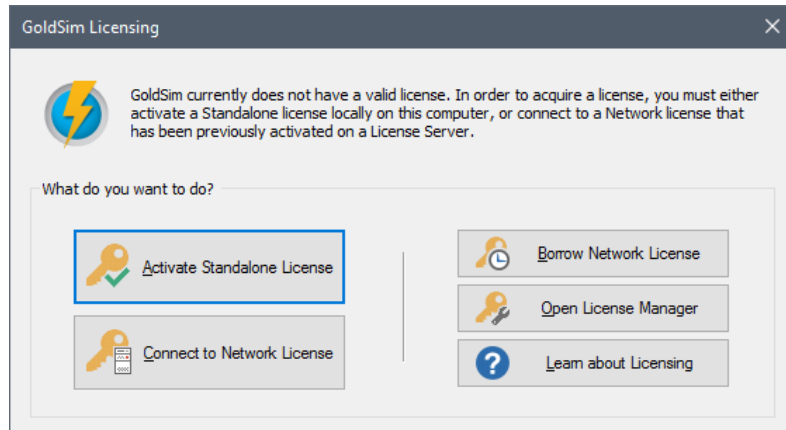 GoldSim Licensing
GoldSim currently does not have a valid license. In order to acquire a license, you must either
activate a Standalone license locally on this computer, or connect to a Network license that
has been previously activated on a License Server.
What do you want to do?
Activate Standalone License
Connect to Network License
Borrow Network License
Open License Manager
Learn about Licensing